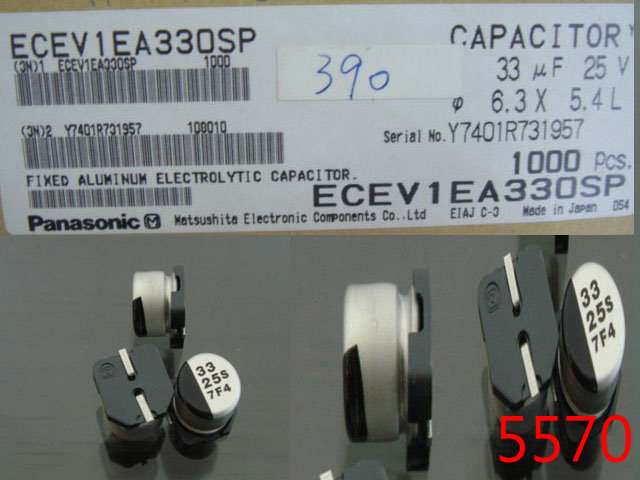 ECEV1EA330SP
(3N)1 ECEV1EA330SP 1000
390
CAPACITOR
33 µF 25 V
φ 6.3 X 5.4 L
(3N)2 Y7401R731957 108010
Serial No. Y7401R731957
1000 Pcs.
FIXED ALUMINUM ELECTROLYTIC CAPACITOR.
ECEV1EA330SP
Panasonic Matsushita Electronic Components Co.,Ltd EIAJ C-3 Made in Japan 054
33
25S
7F4
33
25S
7F4
5570